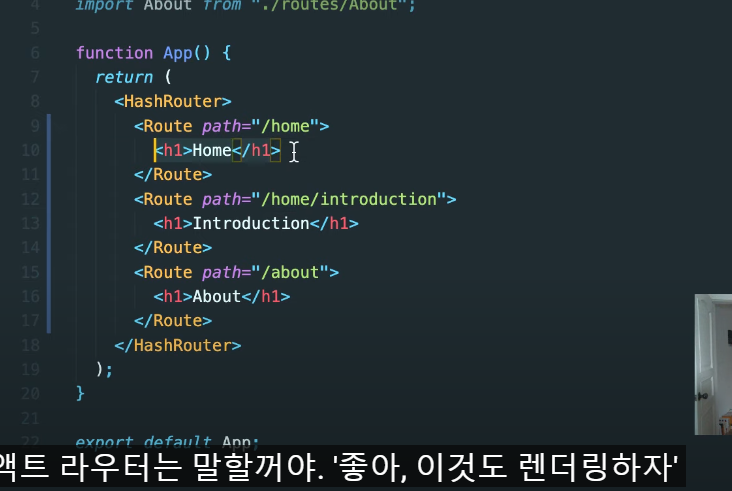 4 import About from "./routes/About";
5
6 function App() {
7 return (
8 <HashRouter>
9 <Route path="/home">
10 <h1>Home</h1>
11 </Route>
12 <Route path="/home/introduction">
13 <h1>Introduction</h1>
14 </Route>
15 <Route path="/about">
16 <h1>About</h1>
17 </Route>
18 </HashRouter>
19 );
20 }
21
22 export default App;
액트 라우터는 말할꺼야. '좋아, 이것도 렌더링하자'